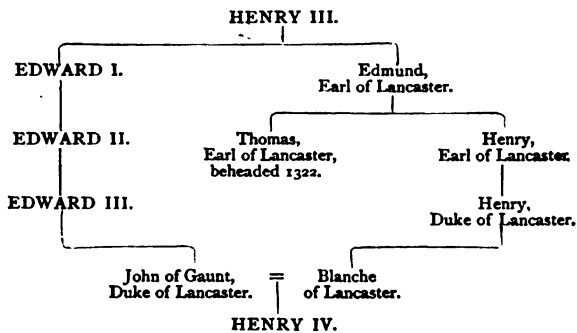 HENRY III.
EDWARD I.
Edmund,
Earl of Lancaster.
EDWARD II.
Thomas,
Earl of Lancaster,
beheaded 1322.
Henry,
Earl of Lancaster.
EDWARD III.
Henry,
Duke of Lancaster.
John of Gaunt,
Duke of Lancaster.
=
Blanche
of Lancaster.
HENRY IV.